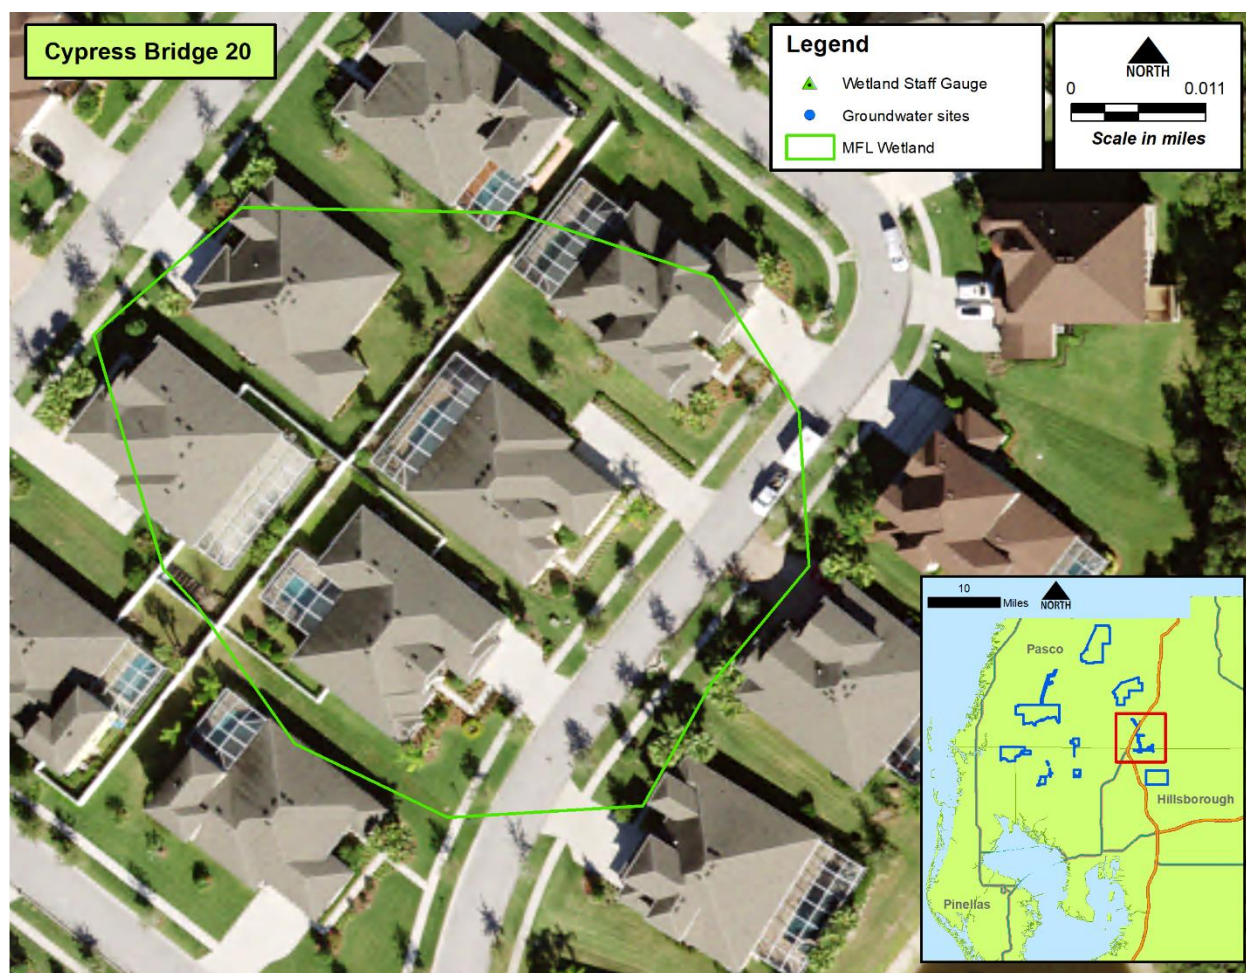 Cypress Bridge 20
Legend
Wetland Staff Gauge
Groundwater sites
MFL Wetland
NORTH
0 0.011
Scale in miles
10
Miles
NORTH
Pasco
Hillsborough
Pinellas